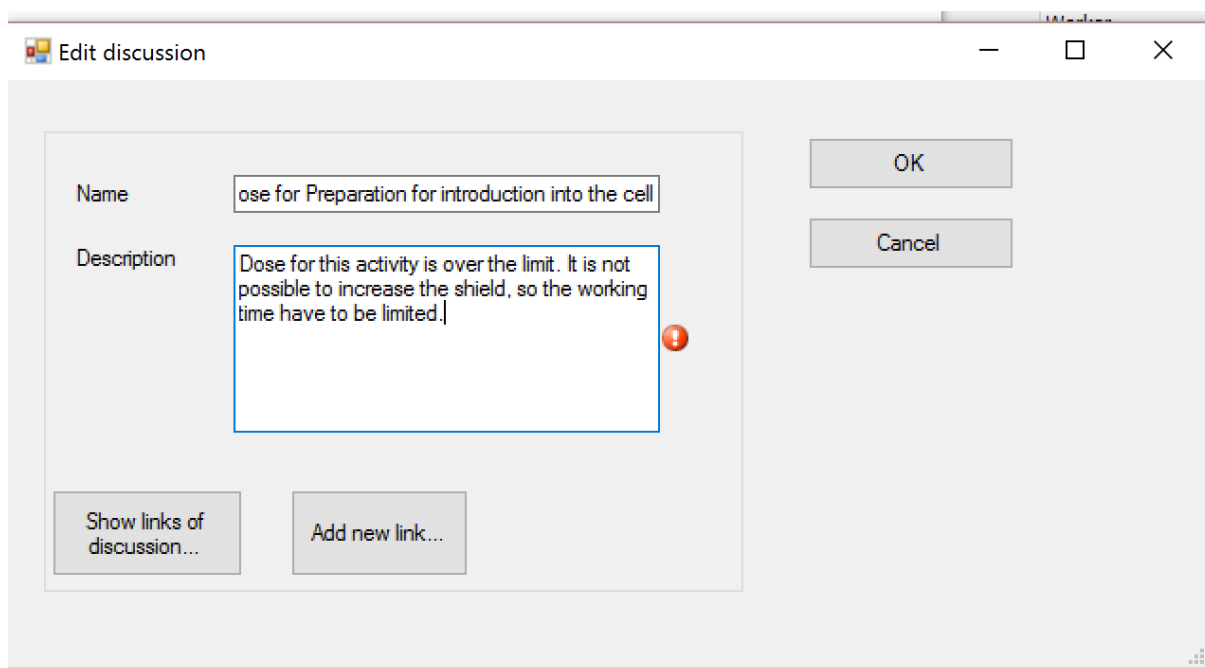 Edit discussion
Name
ose for Preparation for introduction into the cell
Description
Dose for this activity is over the limit. It is not
possible to increase the shield, so the working
time have to be limited.
OK
Cancel
Show links of
discussion...
Add new link...